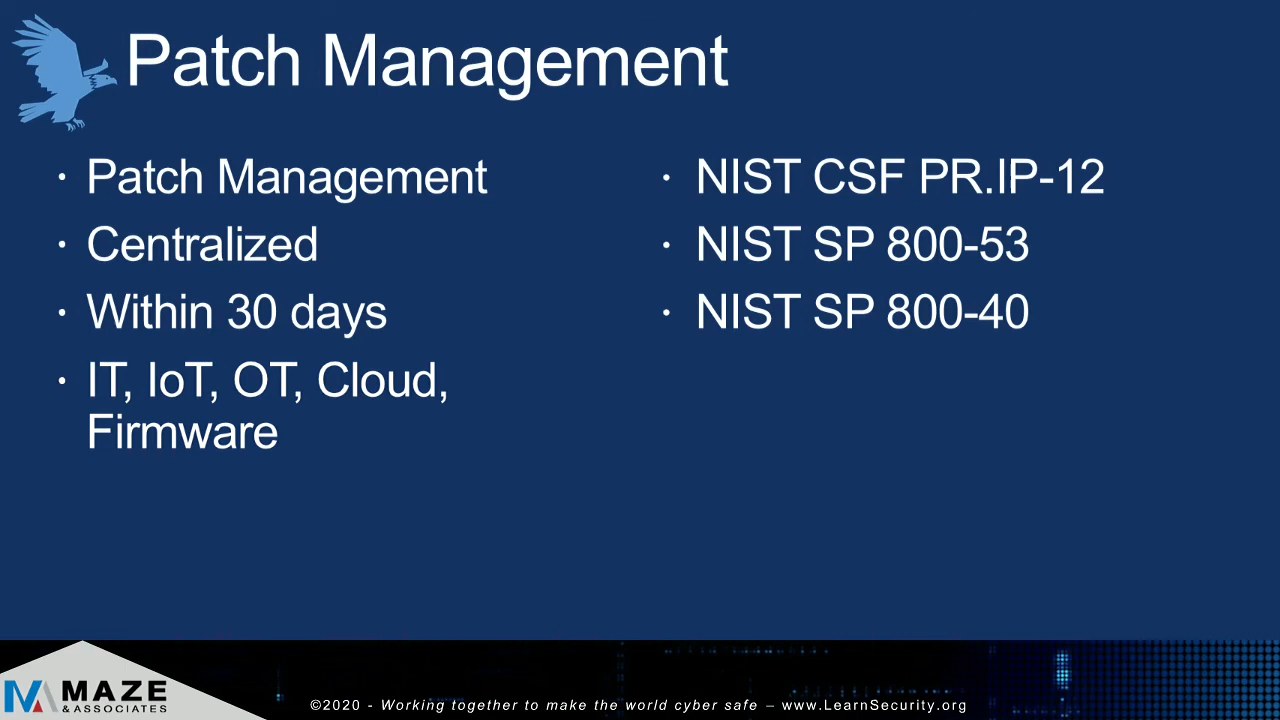 Patch Management
· Patch Management
· Centralized
· Within 30 days
· IT, IoT, OT, Cloud,
Firmware
· NIST CSF PR.IP-12
· NIST SP 800-53
· NIST SP 800-40
MAZE
& ASSOCIATES
©2020 - Working together to make the world cyber safe – www.LearnSecurity.org